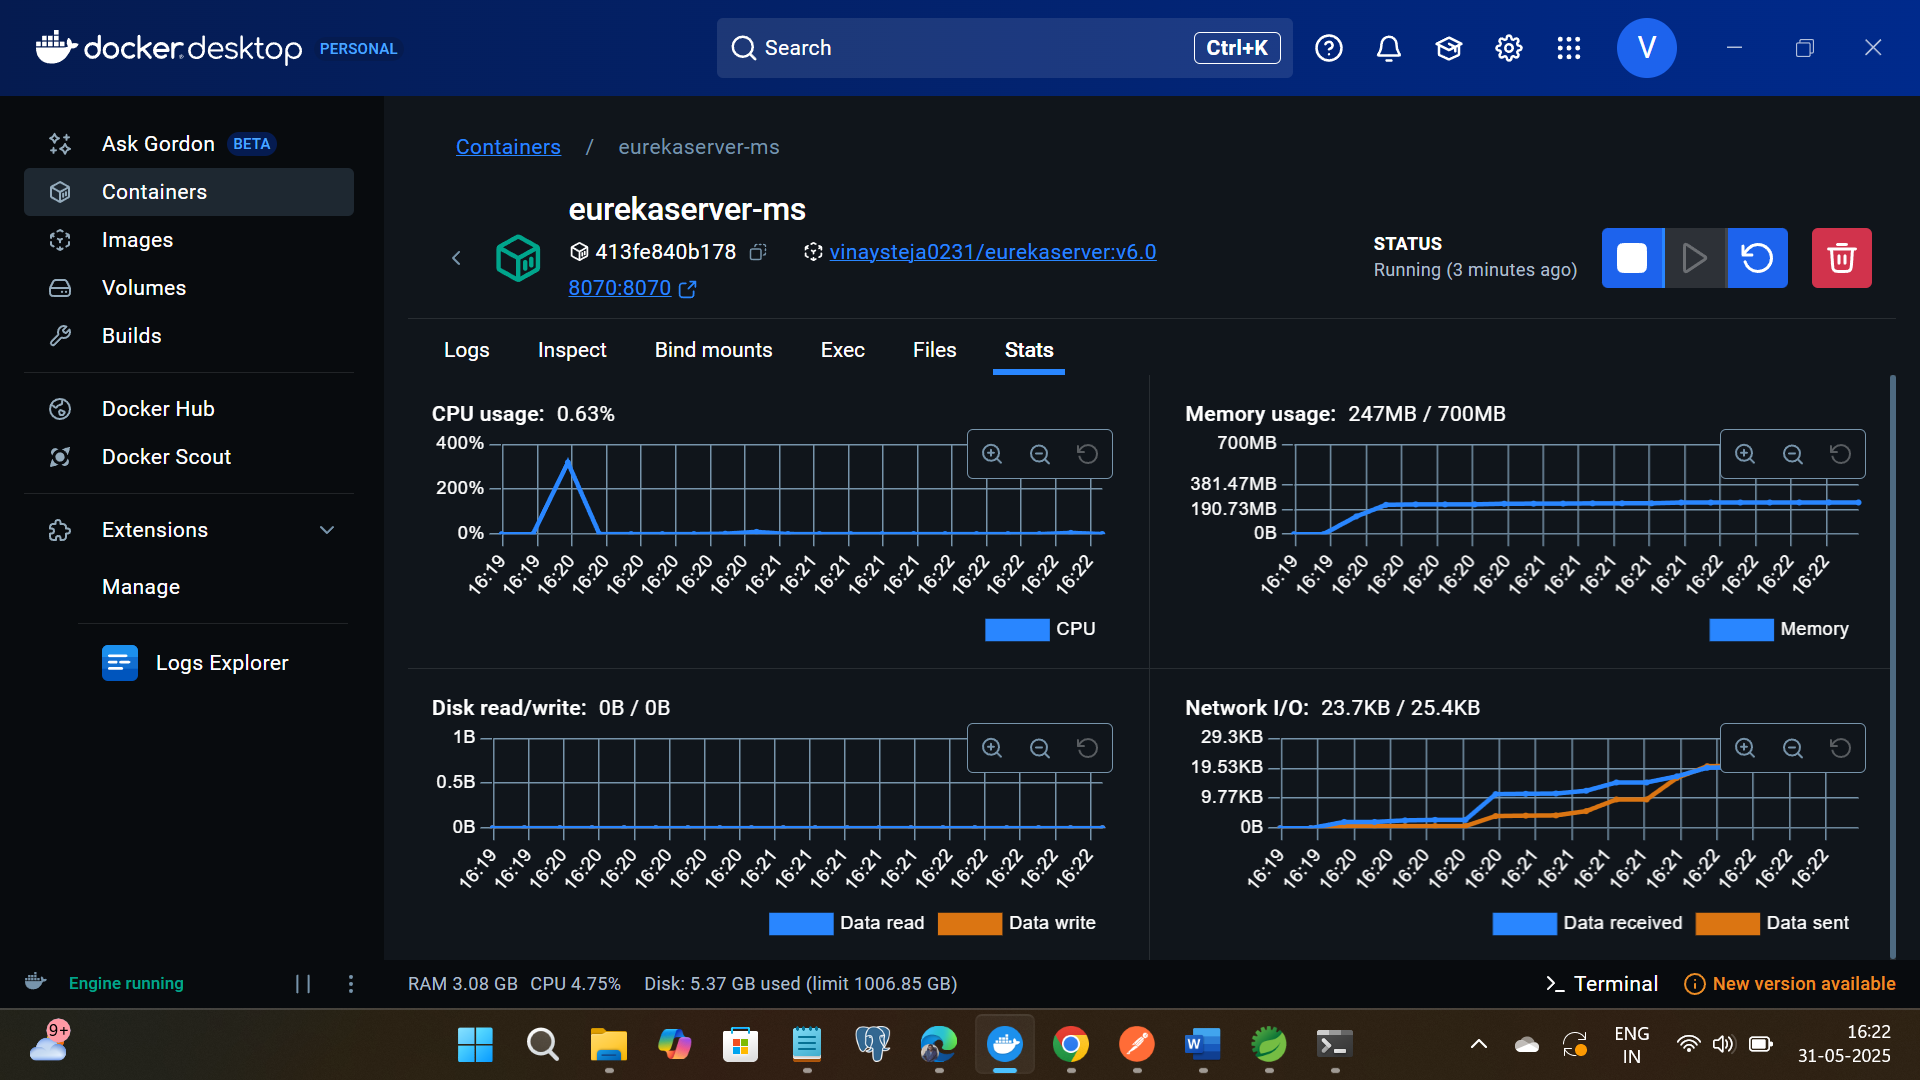 docker desktop PERSONAL
Search
Ctrl+K
V
Ask Gordon BETA
Containers
Images
Volumes
Builds
Docker Hub
Docker Scout
Extensions
Manage
Logs Explorer
Containers / eurekaserver-ms
eurekaserver-ms
413fe840b178 vinaysteja0231/eurekaserver:v6.0
8070:8070
STATUS
Running (3 minutes ago)
Logs Inspect Bind mounts Exec Files Stats
CPU usage: 0.63%
400%
200%
0%
16:19 16:19 16:20 16:20 16:20 16:20 16:20 16:20 16:21 16:21 16:21 16:21 16:21 16:22 16:22 16:22 16:22 16:22
CPU
Memory usage: 247MB / 700MB
700MB
381.47MB
190.73MB
0B
16:19 16:19 16:20 16:20 16:20 16:20 16:20 16:21 16:21 16:21 16:21 16:21 16:22 16:22 16:22 16:22
Memory
Disk read/write: 0B / 0B
1B
0.5B
0B
16:19 16:19 16:20 16:20 16:20 16:20 16:20 16:20 16:21 16:21 16:21 16:21 16:21 16:22 16:22 16:22 16:22 16:22
Data read Data write
Network I/O: 23.7KB / 25.4KB
29.3KB
19.53KB
9.77KB
0B
16:19 16:19 16:20 16:20 16:20 16:20 16:20 16:21 16:21 16:21 16:21 16:21 16:22 16:22 16:22 16:22
Data received Data sent
Engine running
RAM 3.08 GB CPU 4.75% Disk: 5.37 GB used (limit 1006.85 GB)
Terminal
New version available
9+
W
ENG
IN
16:22
31-05-2025